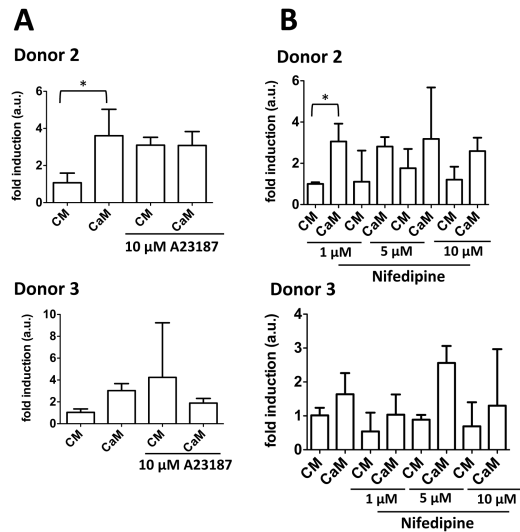 A
Donor 2
fold induction (a.u.)
6
4
2
0
*
CM
CaM
CM
CaM
10 µM A23187
Donor 3
fold induction (a.u.)
10
8
6
4
2
0
CM
CaM
CM
CaM
10 µM A23187
B
Donor 2
fold induction (a.u.)
6
4
2
0
*
CM
CaM
CM
CaM
CM
CaM
CM
CaM
1 µM
5 µM
10 µM
Nifedipine
Donor 3
fold induction (a.u.)
4
3
2
1
0
CM
CaM
CM
CaM
CM
CaM
CM
CaM
1 µM
5 µM
10 µM
Nifedipine